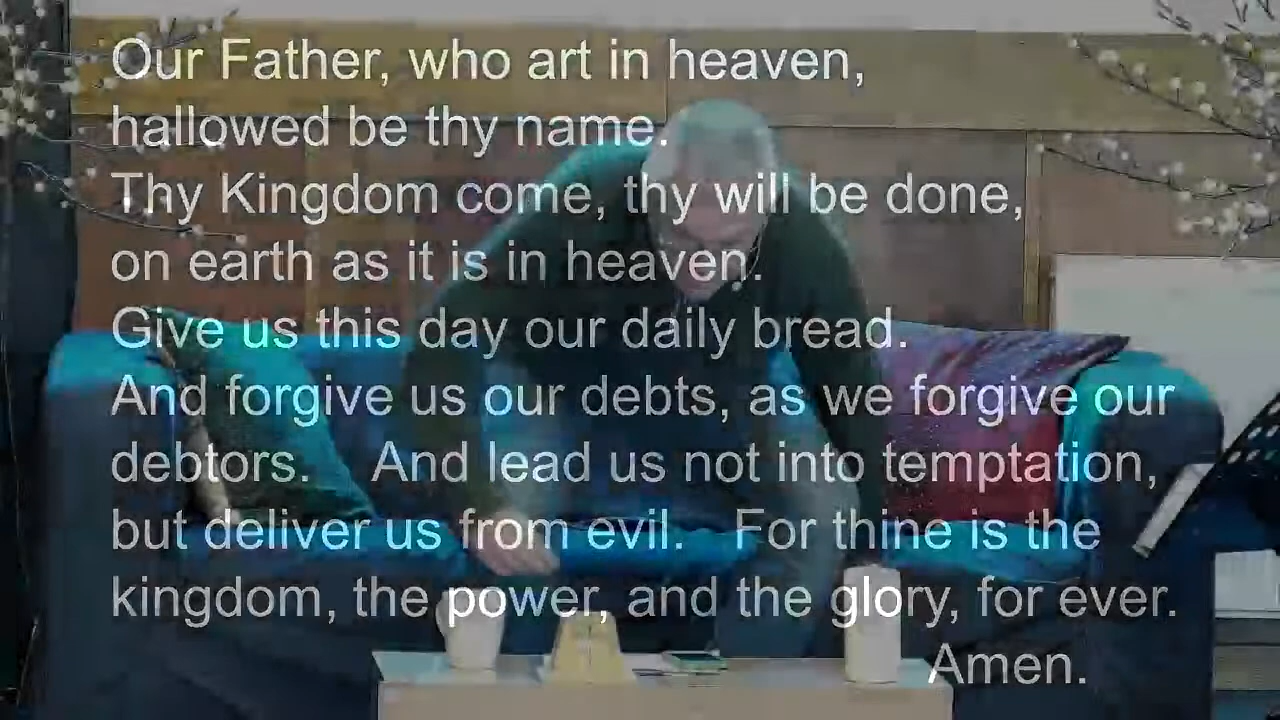 Our Father, who art in heaven,
hallowed be thy name.
Thy Kingdom come, thy will be done,
on earth as it is in heaven.
Give us this day our daily bread.
And forgive us our debts, as we forgive our
debtors. And lead us not into temptation,
but deliver us from evil. For thine is the
kingdom, the power, and the glory, for ever.
Amen.